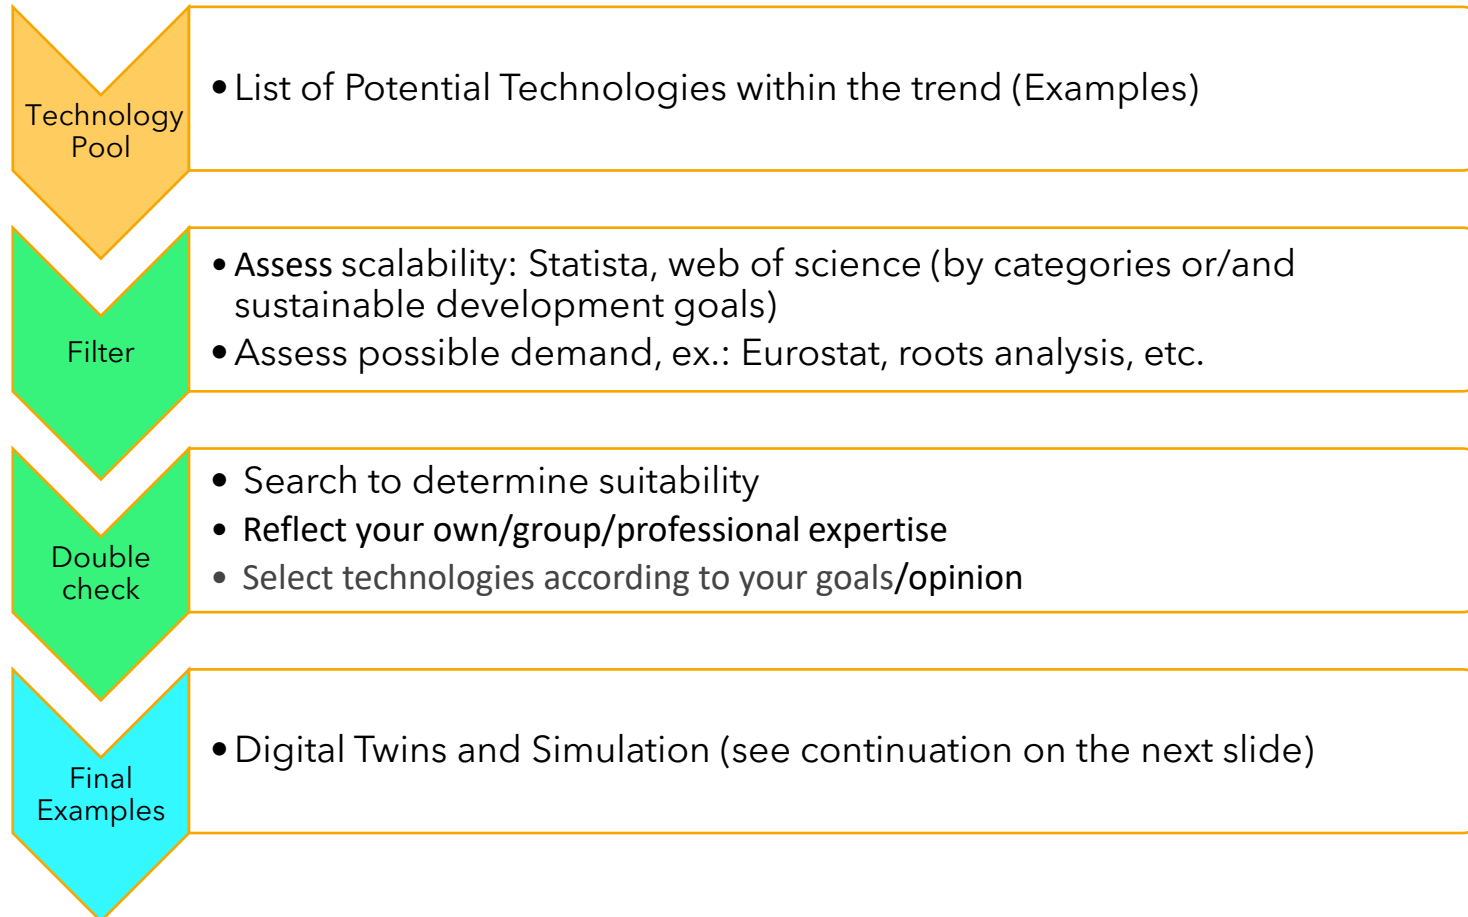 Technology
Pool
• List of Potential Technologies within the trend (Examples)
Filter
• Assess scalability: Statista, web of science (by categories or/and
sustainable development goals)
• Assess possible demand, ex.: Eurostat, roots analysis, etc.
Double
check
• Search to determine suitability
• Reflect your own/group/professional expertise
• Select technologies according to your goals/opinion
Final
Examples
• Digital Twins and Simulation (see continuation on the next slide)